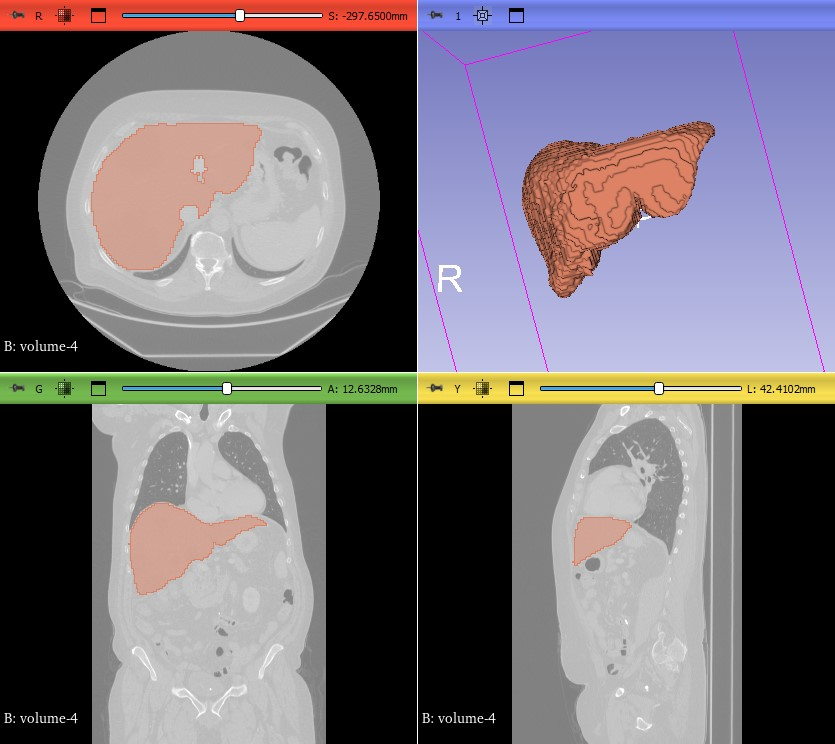 R S: -297.6500mm
1
R
B: volume-4
G A: 12.6328mm
Y L: 42.4102mm
B: volume-4
B: volume-4